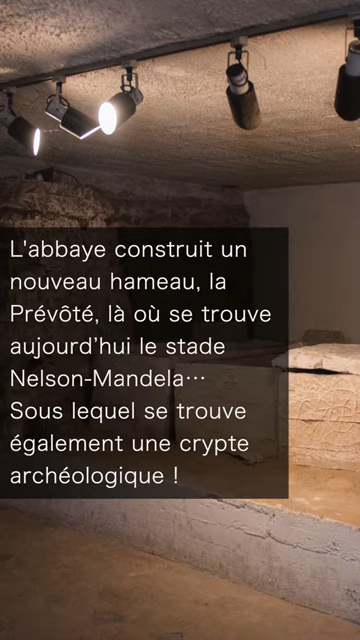 L'abbaye construit un
nouveau hameau, la
Prévôté, là où se trouve
aujourd'hui le stade
Nelson-Mandela…
Sous lequel se trouve
également une crypte
archéologique !